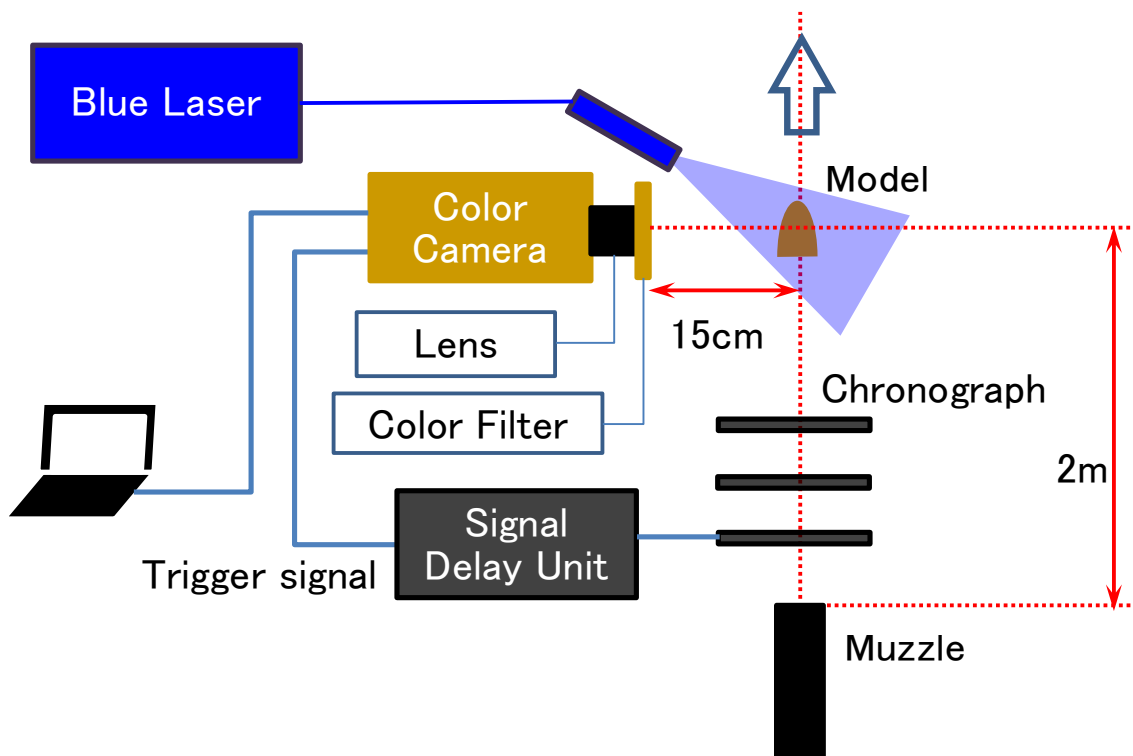 Blue Laser
Model
Color
Camera
15cm
Lens
Chronograph
Color Filter
2m
Signal
Delay Unit
Trigger signal
Muzzle